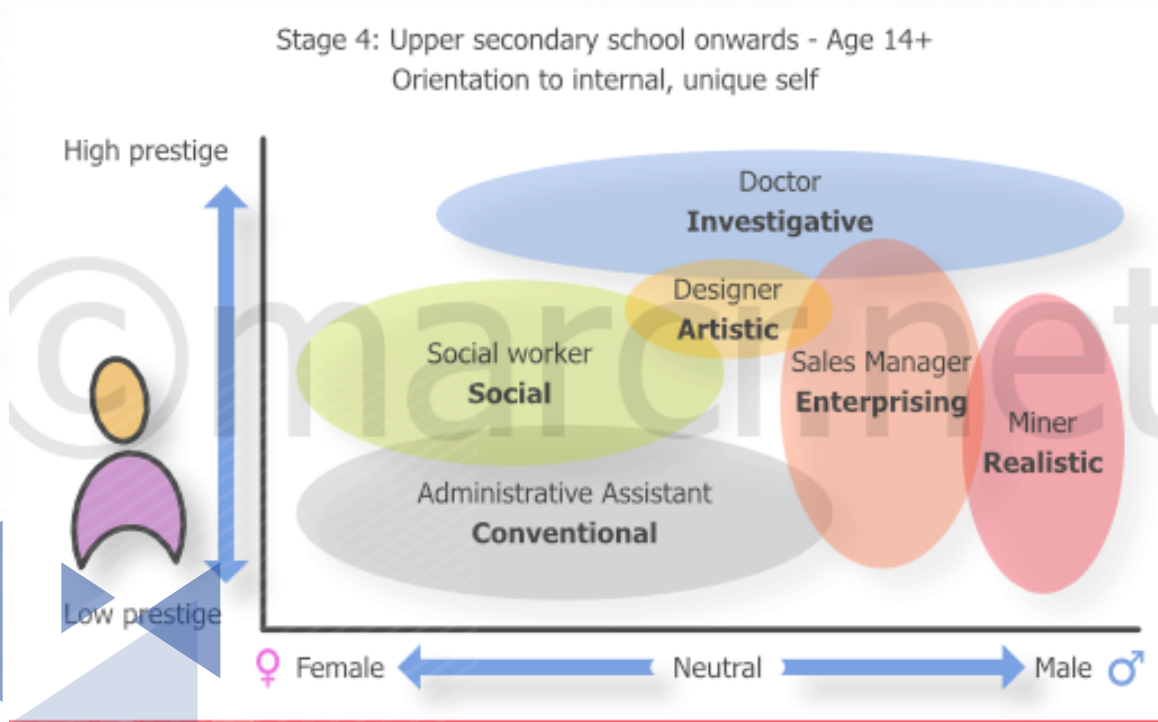 Stage 4: Upper secondary school onwards - Age 14+
Orientation to internal, unique self
High prestige
Doctor
Investigative
Designer
Artistic
Social worker
Social
Sales Manager
Enterprising
Miner
Realistic
Administrative Assistant
Conventional
Low prestige
♀ Female
Neutral
Male ♂
©marcr.net